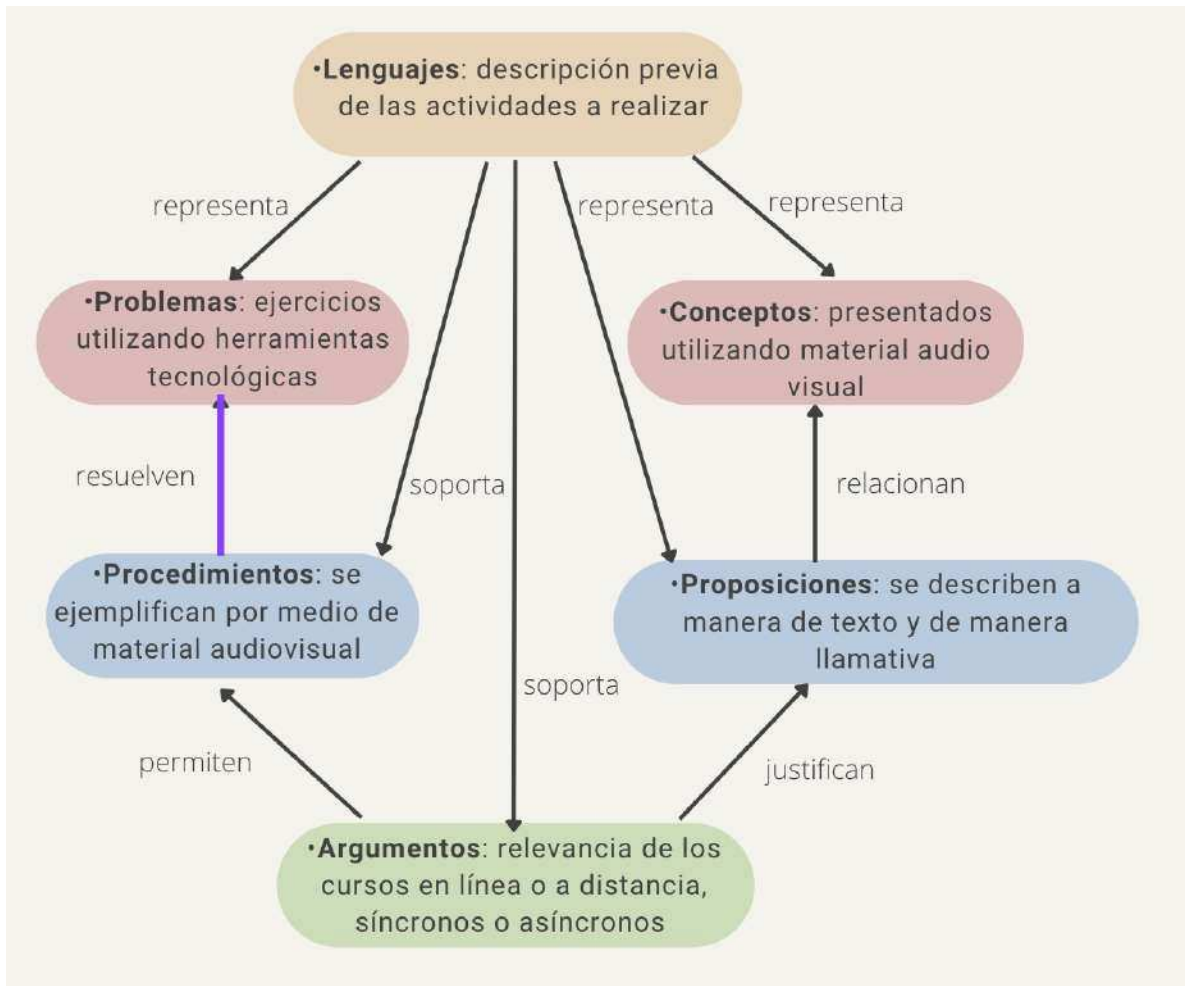 •Lenguajes: descripción previa
de las actividades a realizar
representa
representa
representa
•Problemas: ejercicios
utilizando herramientas
tecnológicas
•Conceptos: presentados
utilizando material audio
visual
resuelven
soporta
relacionan
•Procedimientos: se
ejemplifican por medio de
material audiovisual
•Proposiciones: se describen a
manera de texto y de manera
llamativa
soporta
permiten
justifican
•Argumentos: relevancia de los
cursos en línea o a distancia,
síncronos o asíncronos